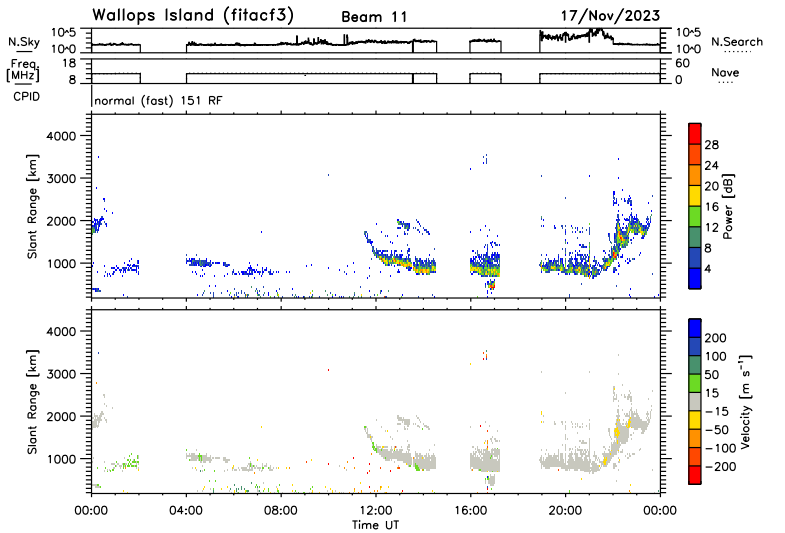 Wallops Island (fitacf3) Beam 11 17/Nov/2023
N.Sky 10^5 10^0 10^5 10^0 N.Search
Freq. [MHz] 18 8 60 0 Nave
CPID normal (fast) 151 RF
Slant Range [km] 4000 3000 2000 1000
Power [dB] 28 24 20 16 12 8 4
Slant Range [km] 4000 3000 2000 1000
Velocity [m s⁻¹] 200 100 50 15 −15 −50 −100 −200
00:00 04:00 08:00 12:00 16:00 20:00 00:00
Time UT